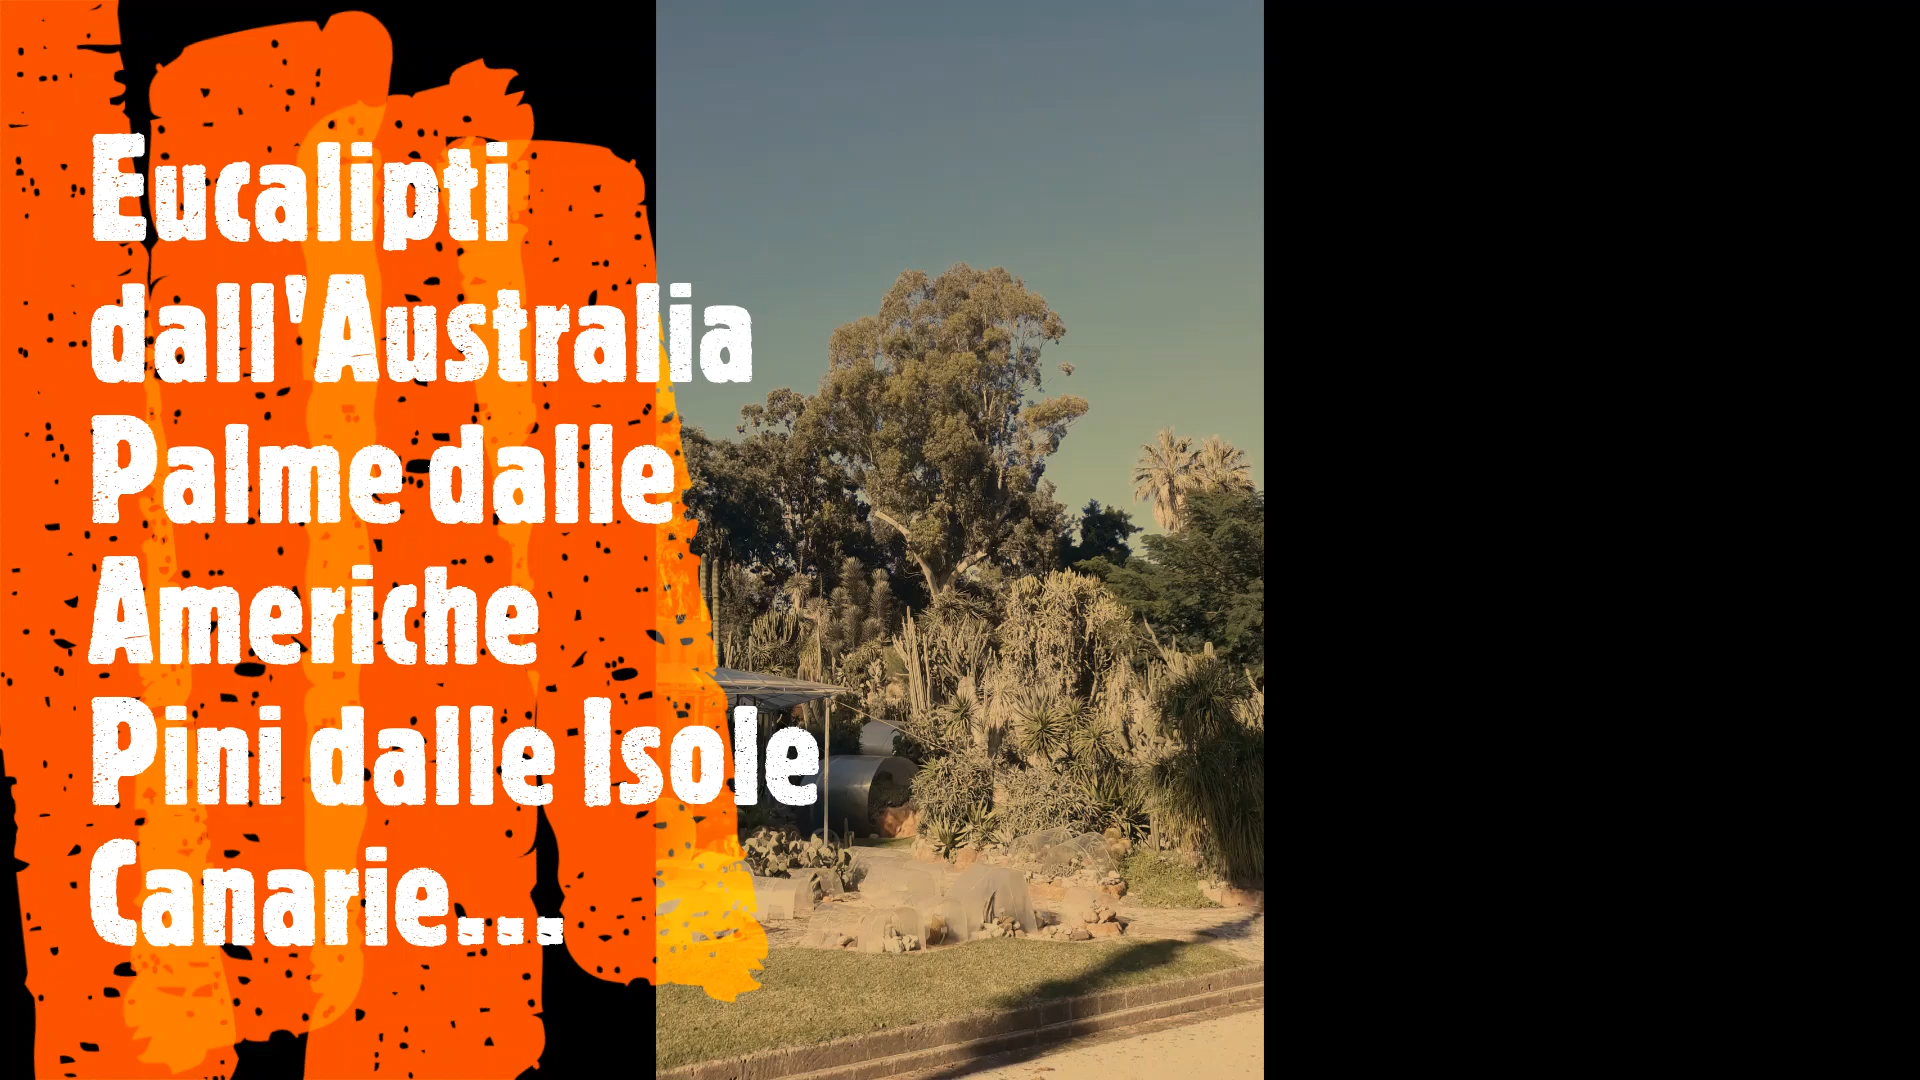 Eucalipti
dall'Australia
Palme dalle
Americhe
Pini dalle Isole
Canarie...